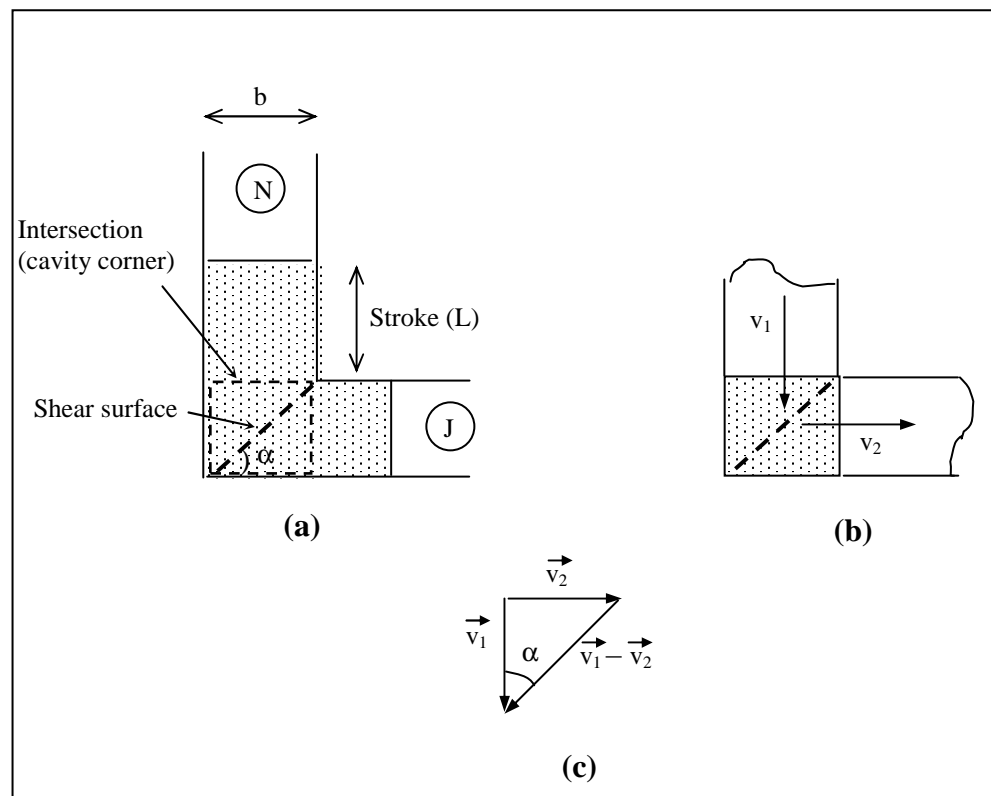 b
N
Intersection
(cavity corner)
Stroke (L)
Shear surface
α
J
(a)
v₁
v₂
(b)
v₂
v₁
α
v₁ – v₂
(c)